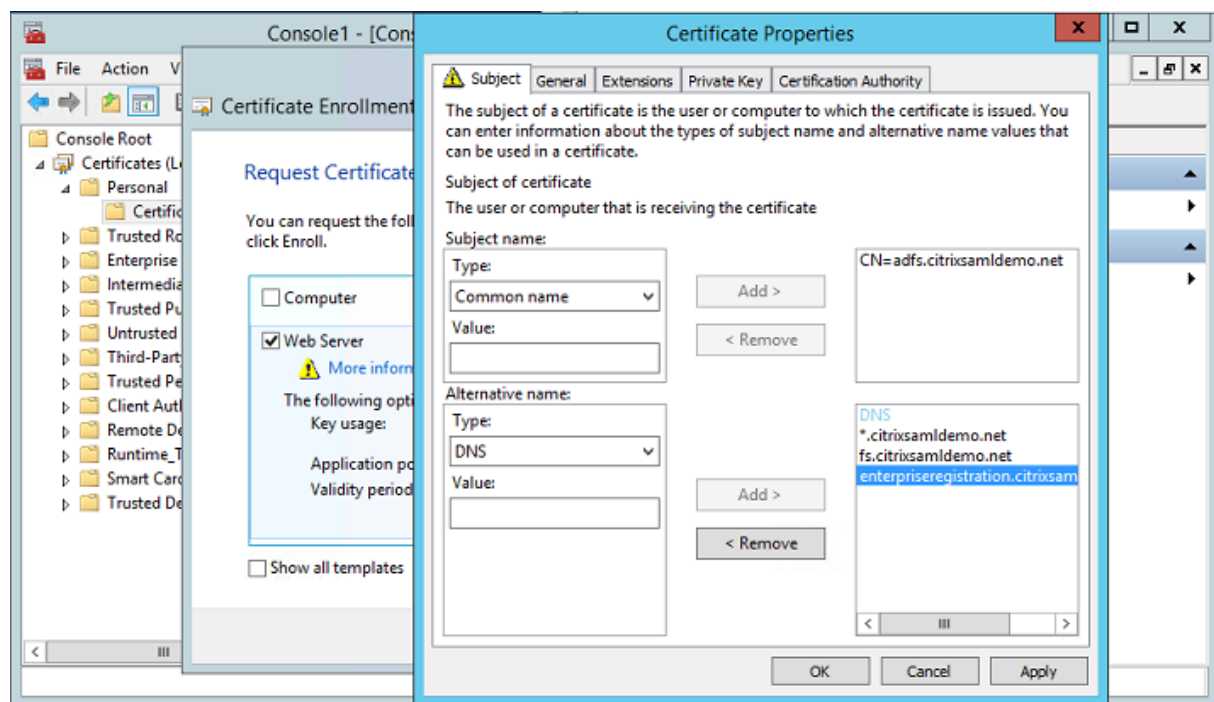 Console1 - [Con
Certificate Properties
X
X
File Action V
Certificate Enrollment
Console Root
Certificates (L
Personal
Certific
Trusted Ro
Enterprise
Intermedia
Trusted Pu
Untrusted
Third-Part
Trusted Pe
Client Auth
Remote De
Runtime_T
Smart Card
Trusted De
Request Certificate
You can request the foll
click Enroll.
Computer
Web Server
More inform
The following opti
Key usage:
Application po
Validity period
Show all templates
Subject
General
Extensions
Private Key
Certification Authority
The subject of a certificate is the user or computer to which the certificate is issued. You
can enter information about the types of subject name and alternative name values that
can be used in a certificate.
Subject of certificate
The user or computer that is receiving the certificate
Subject name:
Type:
Common name
Value:
Add >
< Remove
CN=adfs.citrixsamldemo.net
Alternative name:
Type:
DNS
Value:
Add >
< Remove
DNS
*.citrixsamldemo.net
fs.citrixsamldemo.net
enterpriseregistration.citrixsam
OK
Cancel
Apply